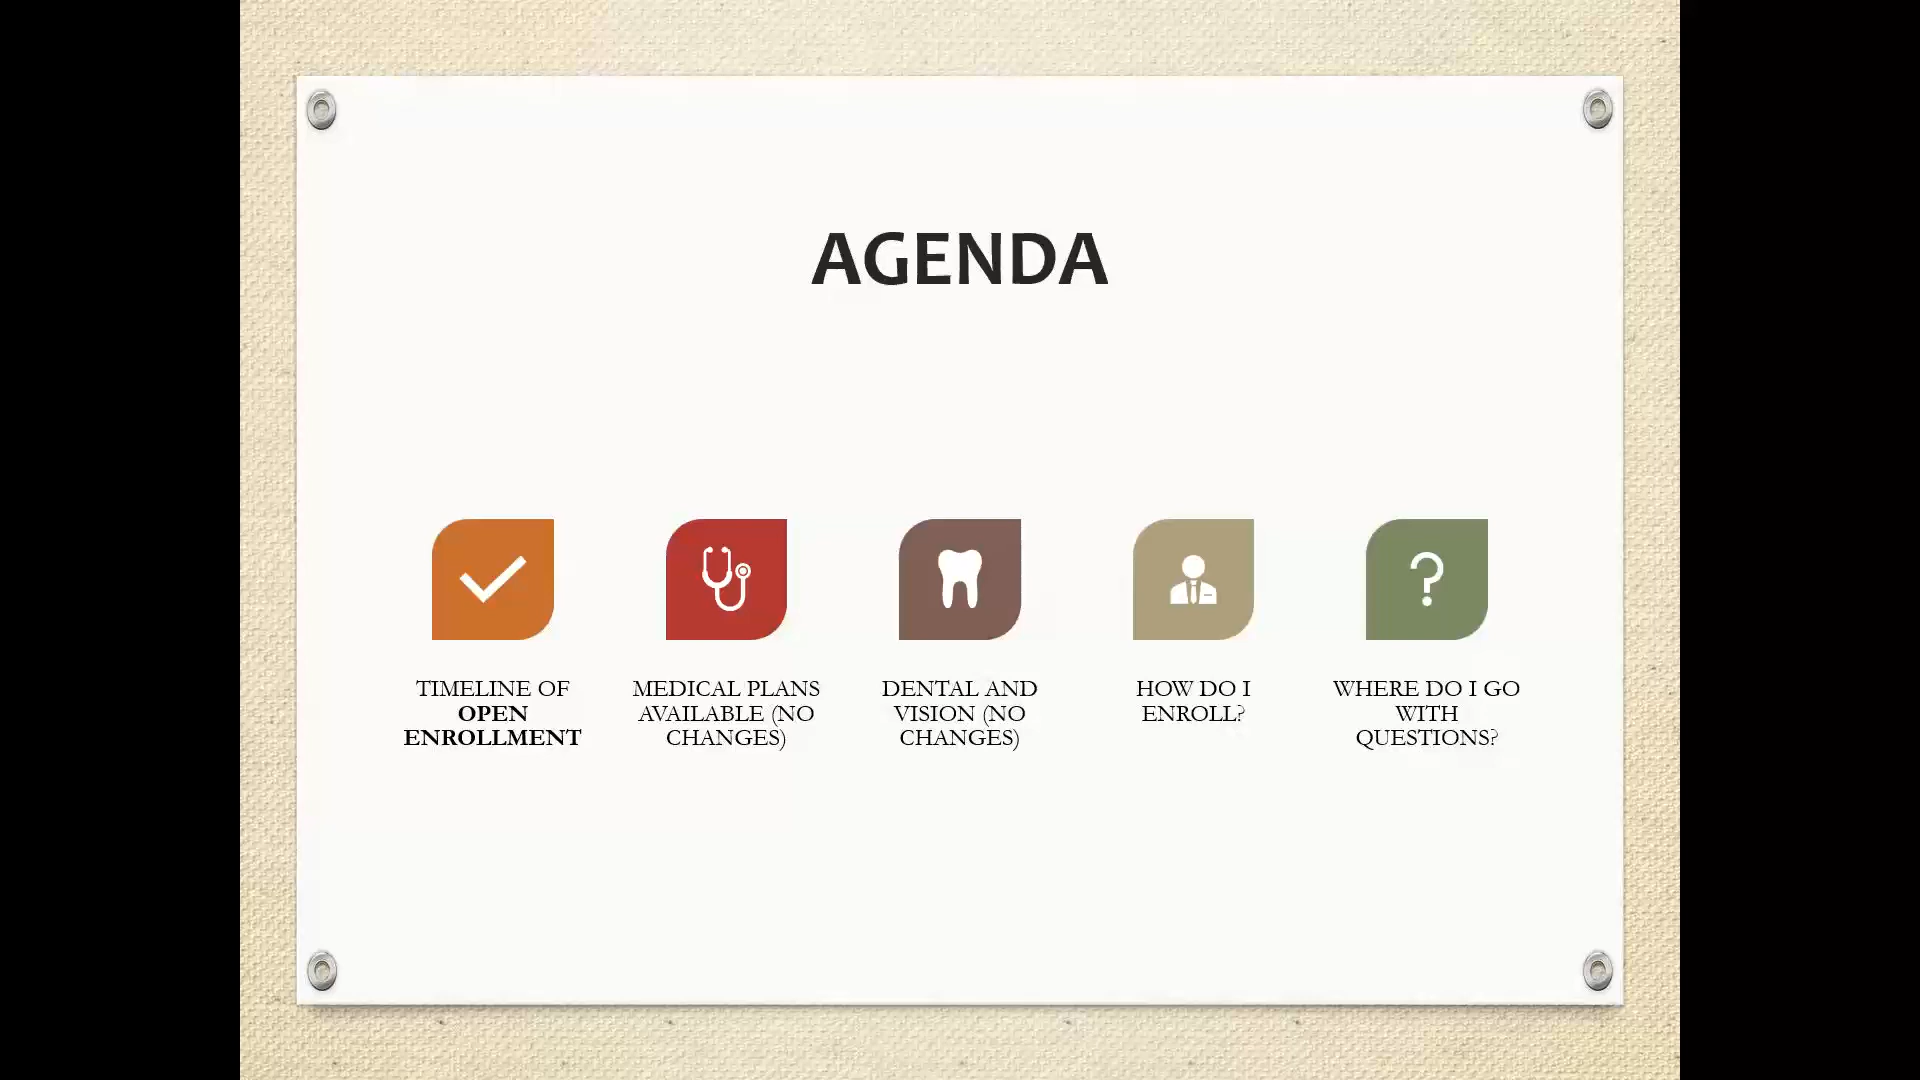 AGENDA
TIMELINE OF
OPEN
ENROLLMENT
MEDICAL PLANS
AVAILABLE (NO
CHANGES)
DENTAL AND
VISION (NO
CHANGES)
HOW DO I
ENROLL?
WHERE DO I GO
WITH
QUESTIONS?